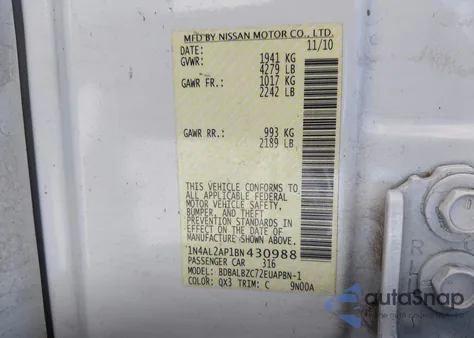 MFD BY NISSAN MOTOR CO., LTD.
DATE: 11/10
GVWR: 1941 KG
4279 LB
GAWR FR: 1017 KG
2242 LB
GAWR RR: 993 KG
2189 LB
THIS VEHICLE CONFORMS TO
ALL APPLICABLE FEDERAL
MOTOR VEHICLE SAFETY,
BUMPER, AND THEFT
PREVENTION STANDARDS IN
EFFECT ON THE DATE OF
MANUFACTURE SHOWN ABOVE.
1N4AL2AP1BN430988
PASSENGER CAR 316
MODEL: BDBALBZC72EUAPBN-1
COLOR: QX3 TRIM: C 9N00A
autoSnap